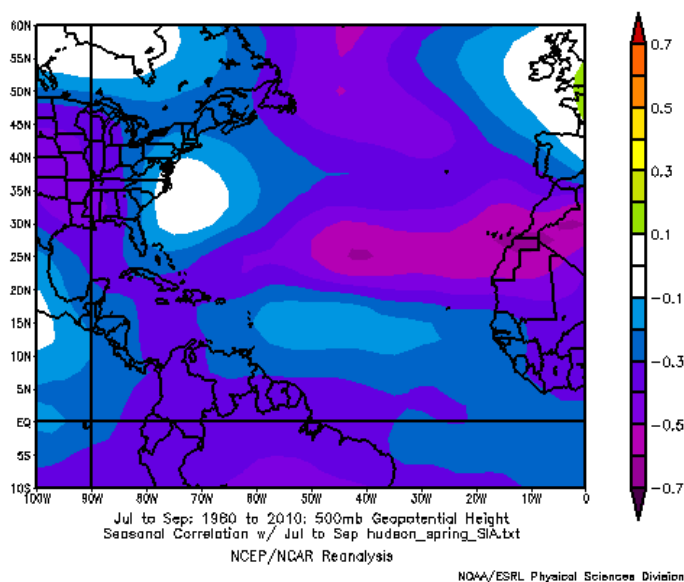 60N
55N
50N
45N
40N
35N
30N
25N
20N
15N
10N
5N
EQ
5S
10S
100W 90W 80W 70W 60W 50W 40W 30W 20W 10W 0
0.7
0.5
0.3
0.1
-0.1
-0.3
-0.5
-0.7
Jul to Sep: 1980 to 2010: 500mb Geopotential Height
Seasonal Correlation w/ Jul to Sep hudson_spring_SIA.txt
NCEP/NCAR Reanalysis
NOAA/ESRL Physical Sciences Division